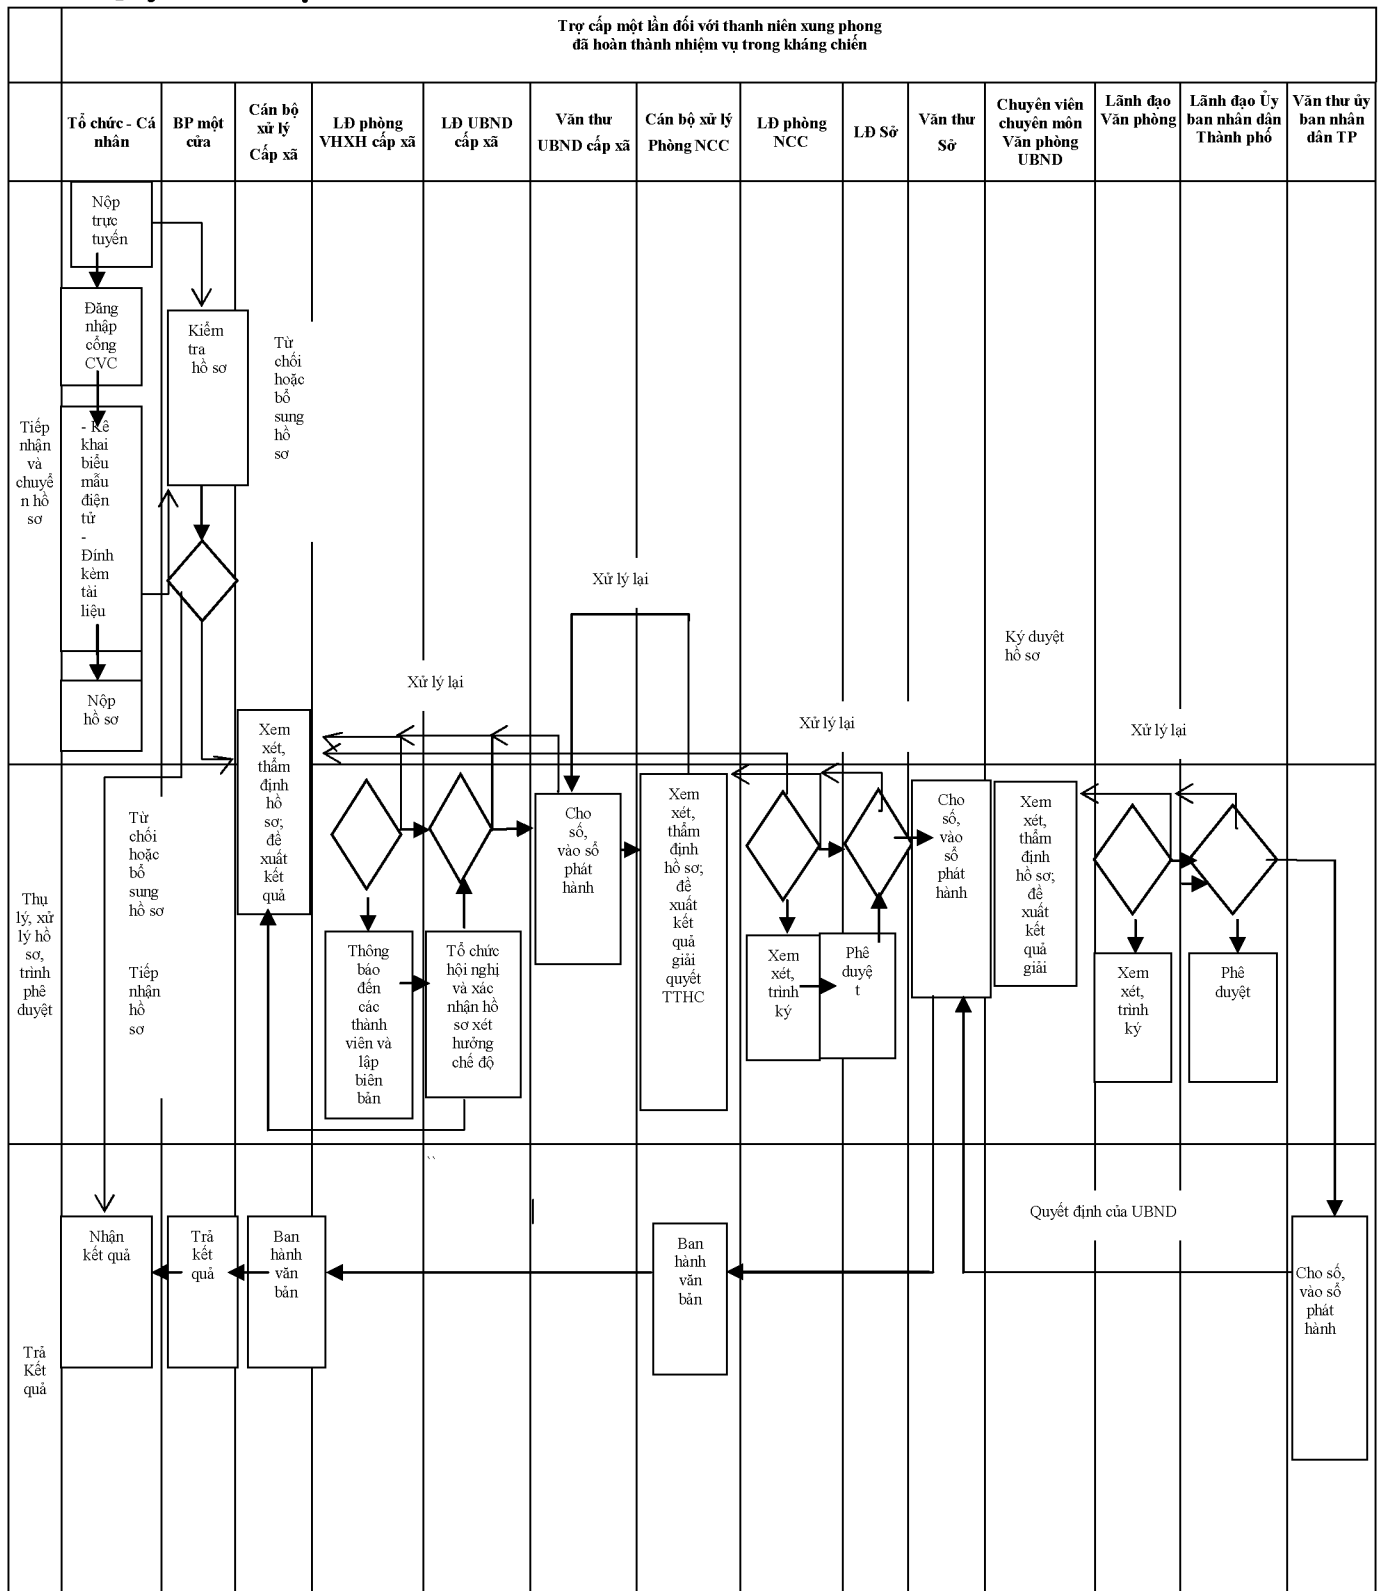 Trợ cấp một lần đối với thanh niên xung phong
đã hoàn thành nhiệm vụ trong kháng chiến
Tổ chức - Cá
nhân
BP một
cửa
Cán bộ
xử lý
Cấp xã
LĐ phòng
VHXH cấp xã
LĐ UBND
cấp xã
Văn thư
UBND cấp xã
Cán bộ xử lý
Phòng NCC
LĐ phòng
NCC
LĐ Sở
Văn thư
Sở
Chuyên viên
chuyên môn
Văn phòng
UBND
Lãnh đạo
Văn phòng
Lãnh đạo Ủy
ban nhân dân
Thành phố
Văn thư ủy
ban nhân
dân TP
Tiếp
nhận
và
chuyể
n hồ
sơ
Nộp
trực
tuyến
Đăng
nhập
cổng
CVC
- Kê
khai
biểu
mẫu
điện
tử
-
Đính
kèm
tài
liệu
Nộp
hồ sơ
Kiểm
tra
hồ sơ
Từ
chối
hoặc
bổ
sung
hồ
sơ
Xử lý lại
Xử lý lại
Xử lý lại
Ký duyệt
hồ sơ
Xử lý lại
Thụ
lý, xử
lý hồ
sơ,
trình
phê
duyệt
Từ
chối
hoặc
bổ
sung
hồ sơ
Tiếp
nhận
hồ
sơ
Xem
xét,
thẩm
định
hồ
sơ;
đề
xuất
kết
quả
Thông
báo
đến
các
thành
viên và
lập
biên
bản
Tổ chức
hội nghị
và xác
nhận hồ
sơ xét
hưởng
chế độ
Cho
số,
vào sổ
phát
hành
Xem
xét,
thẩm
định
hồ sơ;
đề
xuất
kết
quả
giải
quyết
TTHC
Xem
xét,
trình
ký
Phê
duyệ
t
Cho
số,
vào
sổ
phát
hành
Xem
xét,
thẩm
định
hồ sơ;
đề
xuất
kết
quả
giải
Xem
xét,
trình
ký
Phê
duyệt
Trả
Kết
quả
Nhận
kết quả
Trả
kết
quả
Ban
hành
văn
bản
``
Ban
hành
văn
bản
Quyết định của UBND
Cho số,
vào sổ
phát
hành